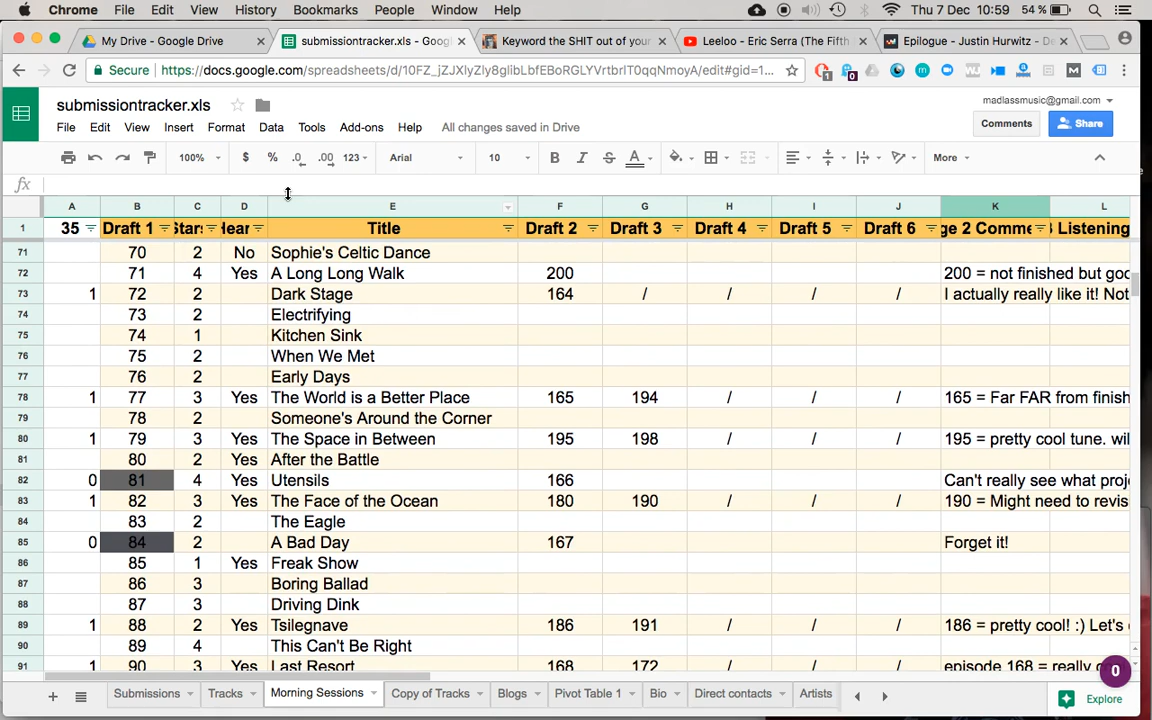 Chrome File Edit View History Bookmarks People Window Help Thu 7 Dec 10:59 54 %
My Drive - Google Drive submissiontracker.xls - Goog Keyword the SHIT out of your Leeloo - Eric Serra (The Fifth Epilogue - Justin Hurwitz - De
Secure https://docs.google.com/spreadsheets/d/10FZ_jZJXlyZly8glibLbfEBoRGLYVrtbrlT0qqNmoyA/edit#gid=1...
submissiontracker.xls madlassmusic@gmail.com
File Edit View Insert Format Data Tools Add-ons Help All changes saved in Drive Comments Share
100% $ % .0 .00 123 Arial 10 B I S A More
fx
A B C D E F G H I J K L
1 35 Draft 1 Stars Hear Title Draft 2 Draft 3 Draft 4 Draft 5 Draft 6 ge 2 Comme Listening
71 70 2 No Sophie's Celtic Dance
72 71 4 Yes A Long Long Walk 200 200 = not finished but goo
73 1 72 2 Dark Stage 164 / / / / I actually really like it! Not
74 73 2 Electrifying
75 74 1 Kitchen Sink
76 75 2 When We Met
77 76 2 Early Days
78 1 77 3 Yes The World is a Better Place 165 194 / / / 165 = Far FAR from finish
79 78 2 Someone's Around the Corner
80 1 79 3 Yes The Space in Between 195 198 / / / 195 = pretty cool tune. wil
81 80 2 Yes After the Battle
82 0 81 4 Yes Utensils 166 Can't really see what proj
83 1 82 3 Yes The Face of the Ocean 180 190 / / / 190 = Might need to revis
84 83 2 The Eagle
85 0 84 2 A Bad Day 167 Forget it!
86 85 1 Yes Freak Show
87 86 3 Boring Ballad
88 87 3 Driving Dink
89 1 88 2 Yes Tsilegnave 186 191 / / / 186 = pretty cool! :) Let's
90 89 4 This Can't Be Right
91 1 90 3 Yes Last Resort 168 172 / / / episode 168 = really co
0
Submissions Tracks Morning Sessions Copy of Tracks Blogs Pivot Table 1 Bio Direct contacts Artists Explore